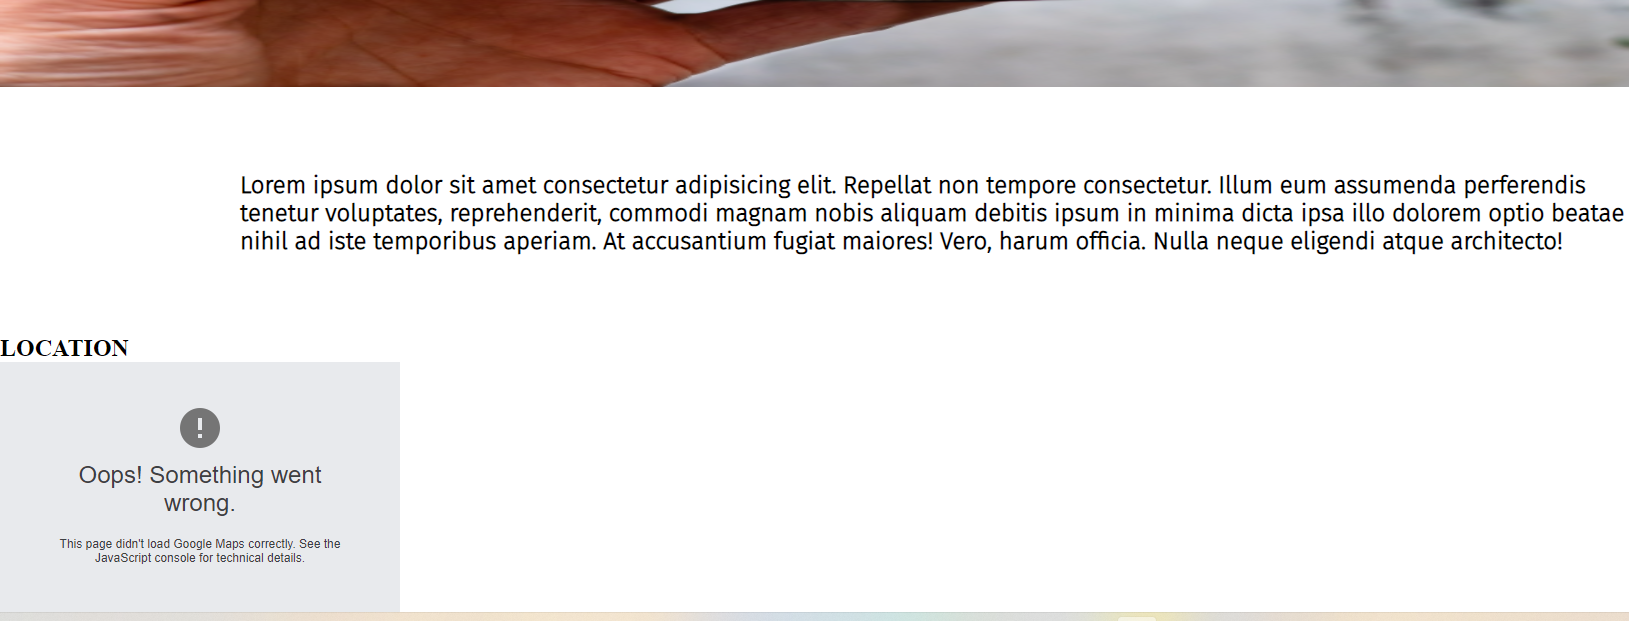 Lorem ipsum dolor sit amet consectetur adipisicing elit. Repellat non tempore consectetur. Illum eum assumenda perferendis
tenetur voluptates, reprehenderit, commodi magnam nobis aliquam debitis ipsum in minima dicta ipsa illo dolorem optio beatae
nihil ad iste temporibus aperiam. At accusantium fugiat maiores! Vero, harum officia. Nulla neque eligendi atque architecto!
LOCATION
Oops! Something went
wrong.
This page didn't load Google Maps correctly. See the
JavaScript console for technical details.